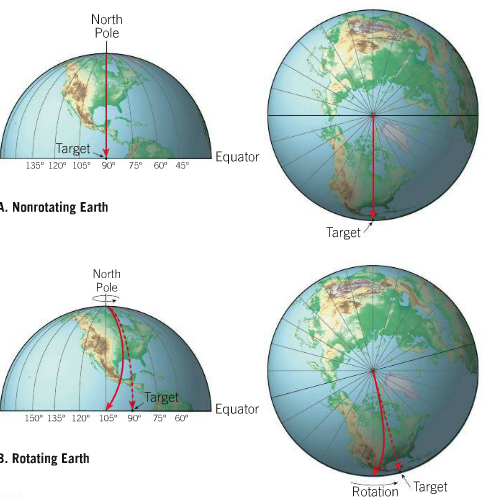 North
Pole
Target
Equator
135° 120° 105° 90° 75° 60° 45°
A. Nonrotating Earth
Target
North
Pole
Target
Equator
150° 135° 120° 105° 90° 75° 60°
B. Rotating Earth
Rotation
Target